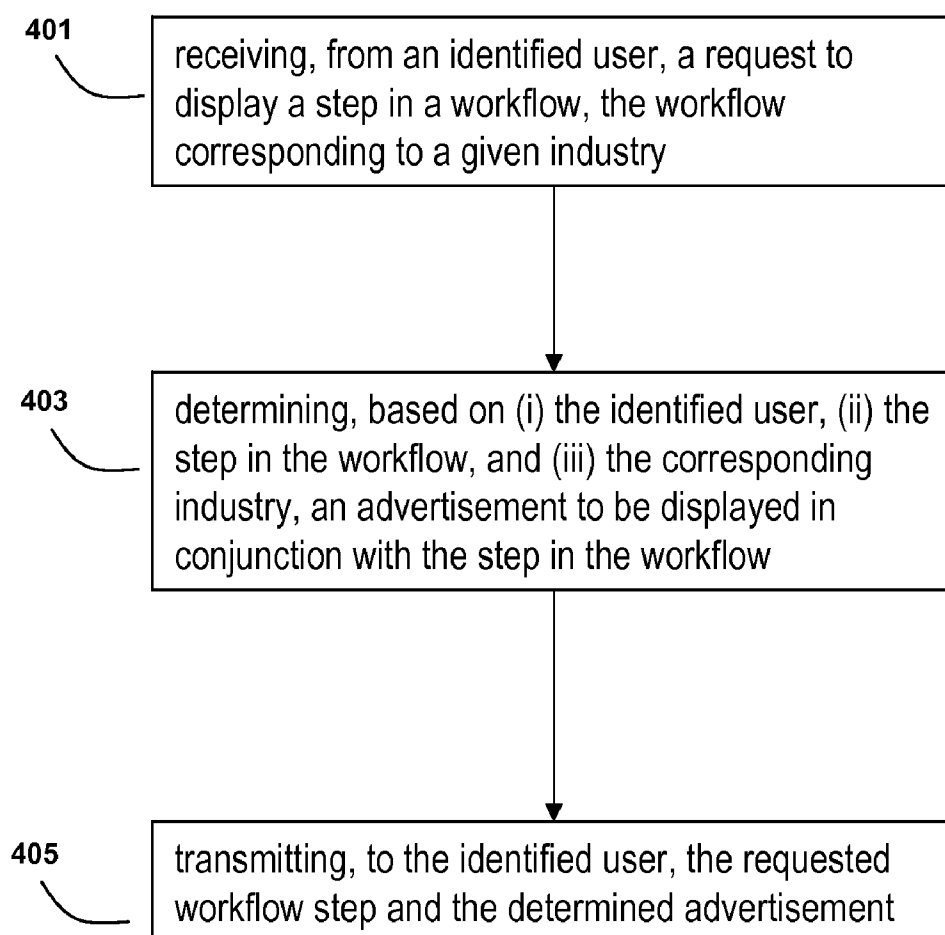 401
receiving, from an identified user, a request to
display a step in a workflow, the workflow
corresponding to a given industry
403
determining, based on (i) the identified user, (ii) the
step in the workflow, and (iii) the corresponding
industry, an advertisement to be displayed in
conjunction with the step in the workflow
405
transmitting, to the identified user, the requested
workflow step and the determined advertisement